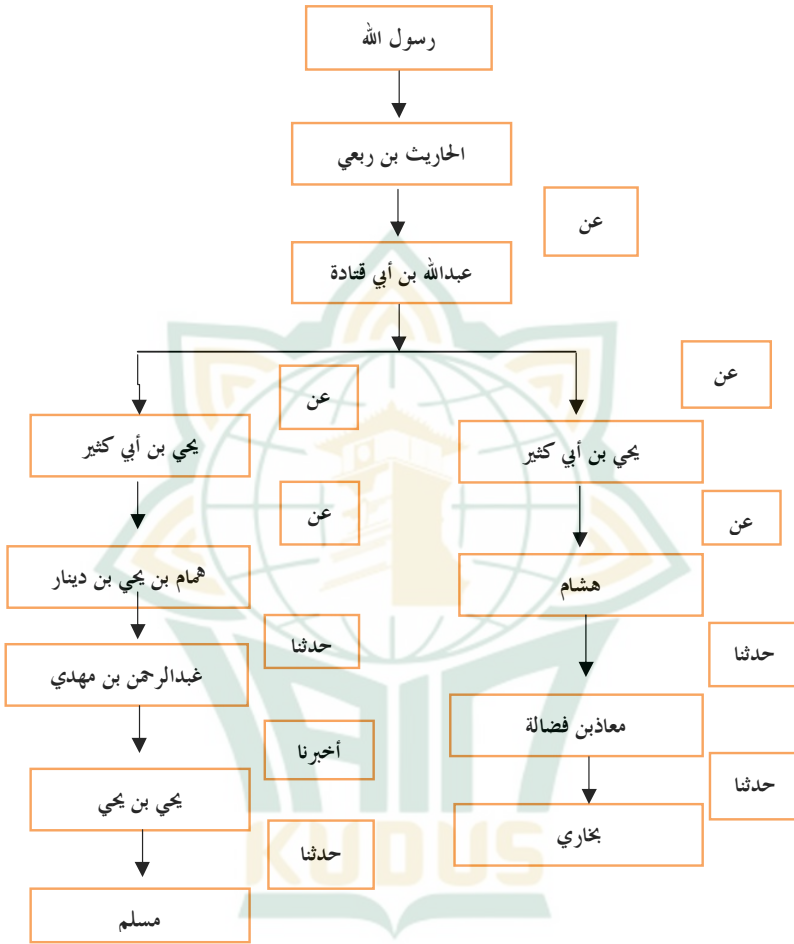 رسول الله
الحاريث بن ربعي
عن
عبدالله بن أبي قتادة
عن
عن
يحي بن أبي كثير
يحي بن أبي كثير
عن
عن
هشام
همام بن يحي بن دينار
حدثنا
حدثنا
غبدالرحمن بن مهدي
معاذبن فضالة
أخبرنا
حدثنا
يحي بن يحي
بخاري
حدثنا
مسلم
IAIN
KUDUS